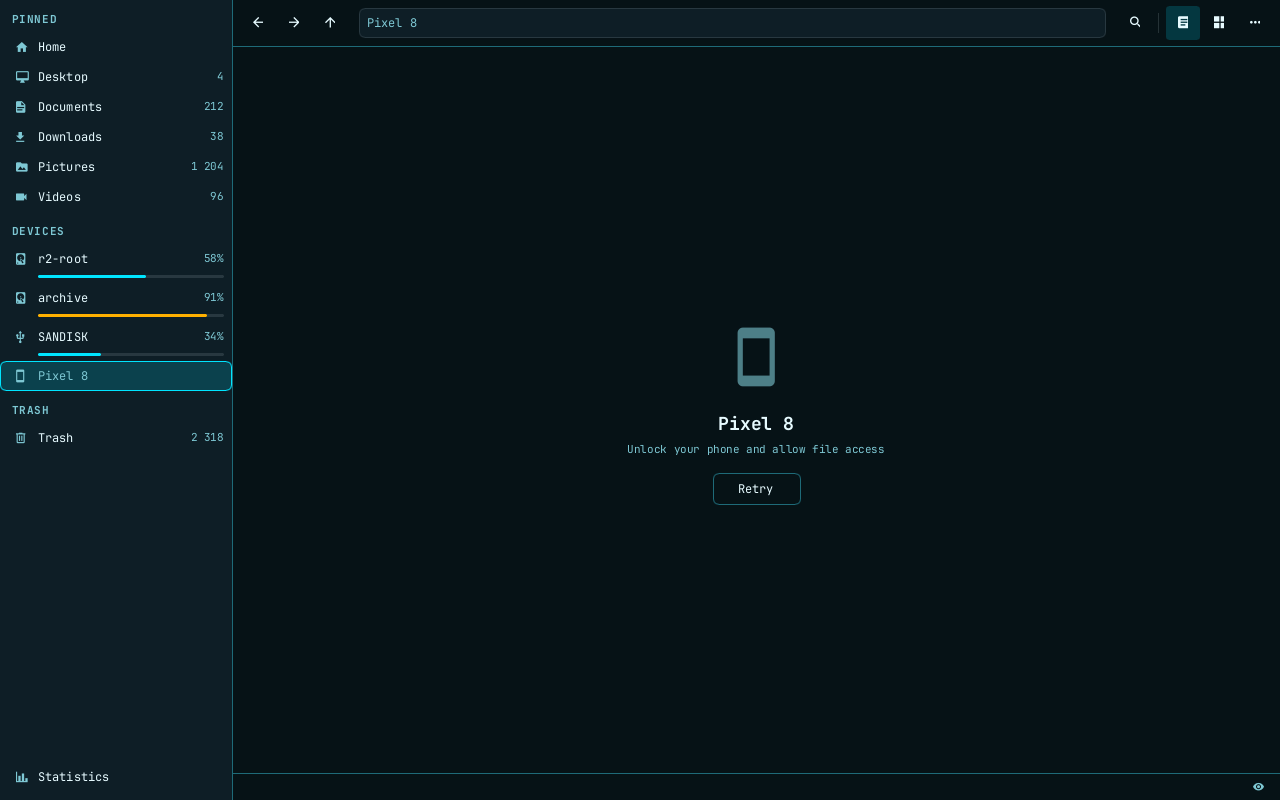 PINNED
Home
Desktop 4
Documents 212
Downloads 38
Pictures 1 204
Videos 96
DEVICES
r2-root 58%
archive 91%
SANDISK 34%
Pixel 8
TRASH
Trash 2 318
Statistics
Pixel 8
Pixel 8
Unlock your phone and allow file access
Retry